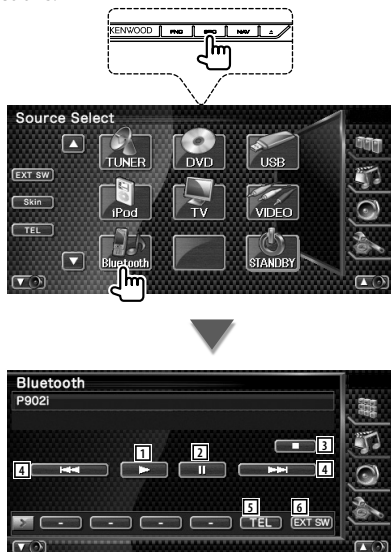 KENWOOD FNC SRC NAV
Source Select
TUNER DVD USB
EXT SW
Skin
iPod TV VIDEO
TEL
Bluetooth STANDBY
Bluetooth
P902i
1 2 3
4 4
5 6
TEL EXT SW